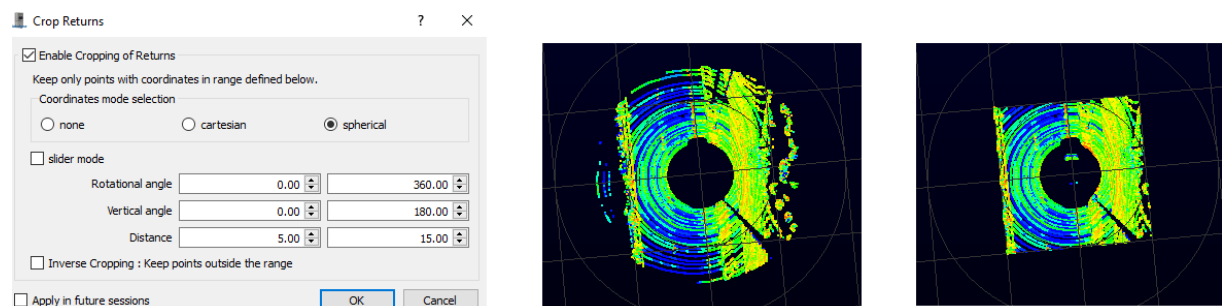 Crop Returns ? ×
Enable Cropping of Returns
Keep only points with coordinates in range defined below.
Coordinates mode selection
none cartesian spherical
slider mode
Rotational angle 0.00 360.00
Vertical angle 0.00 180.00
Distance 5.00 15.00
Inverse Cropping : Keep points outside the range
Apply in future sessions OK Cancel